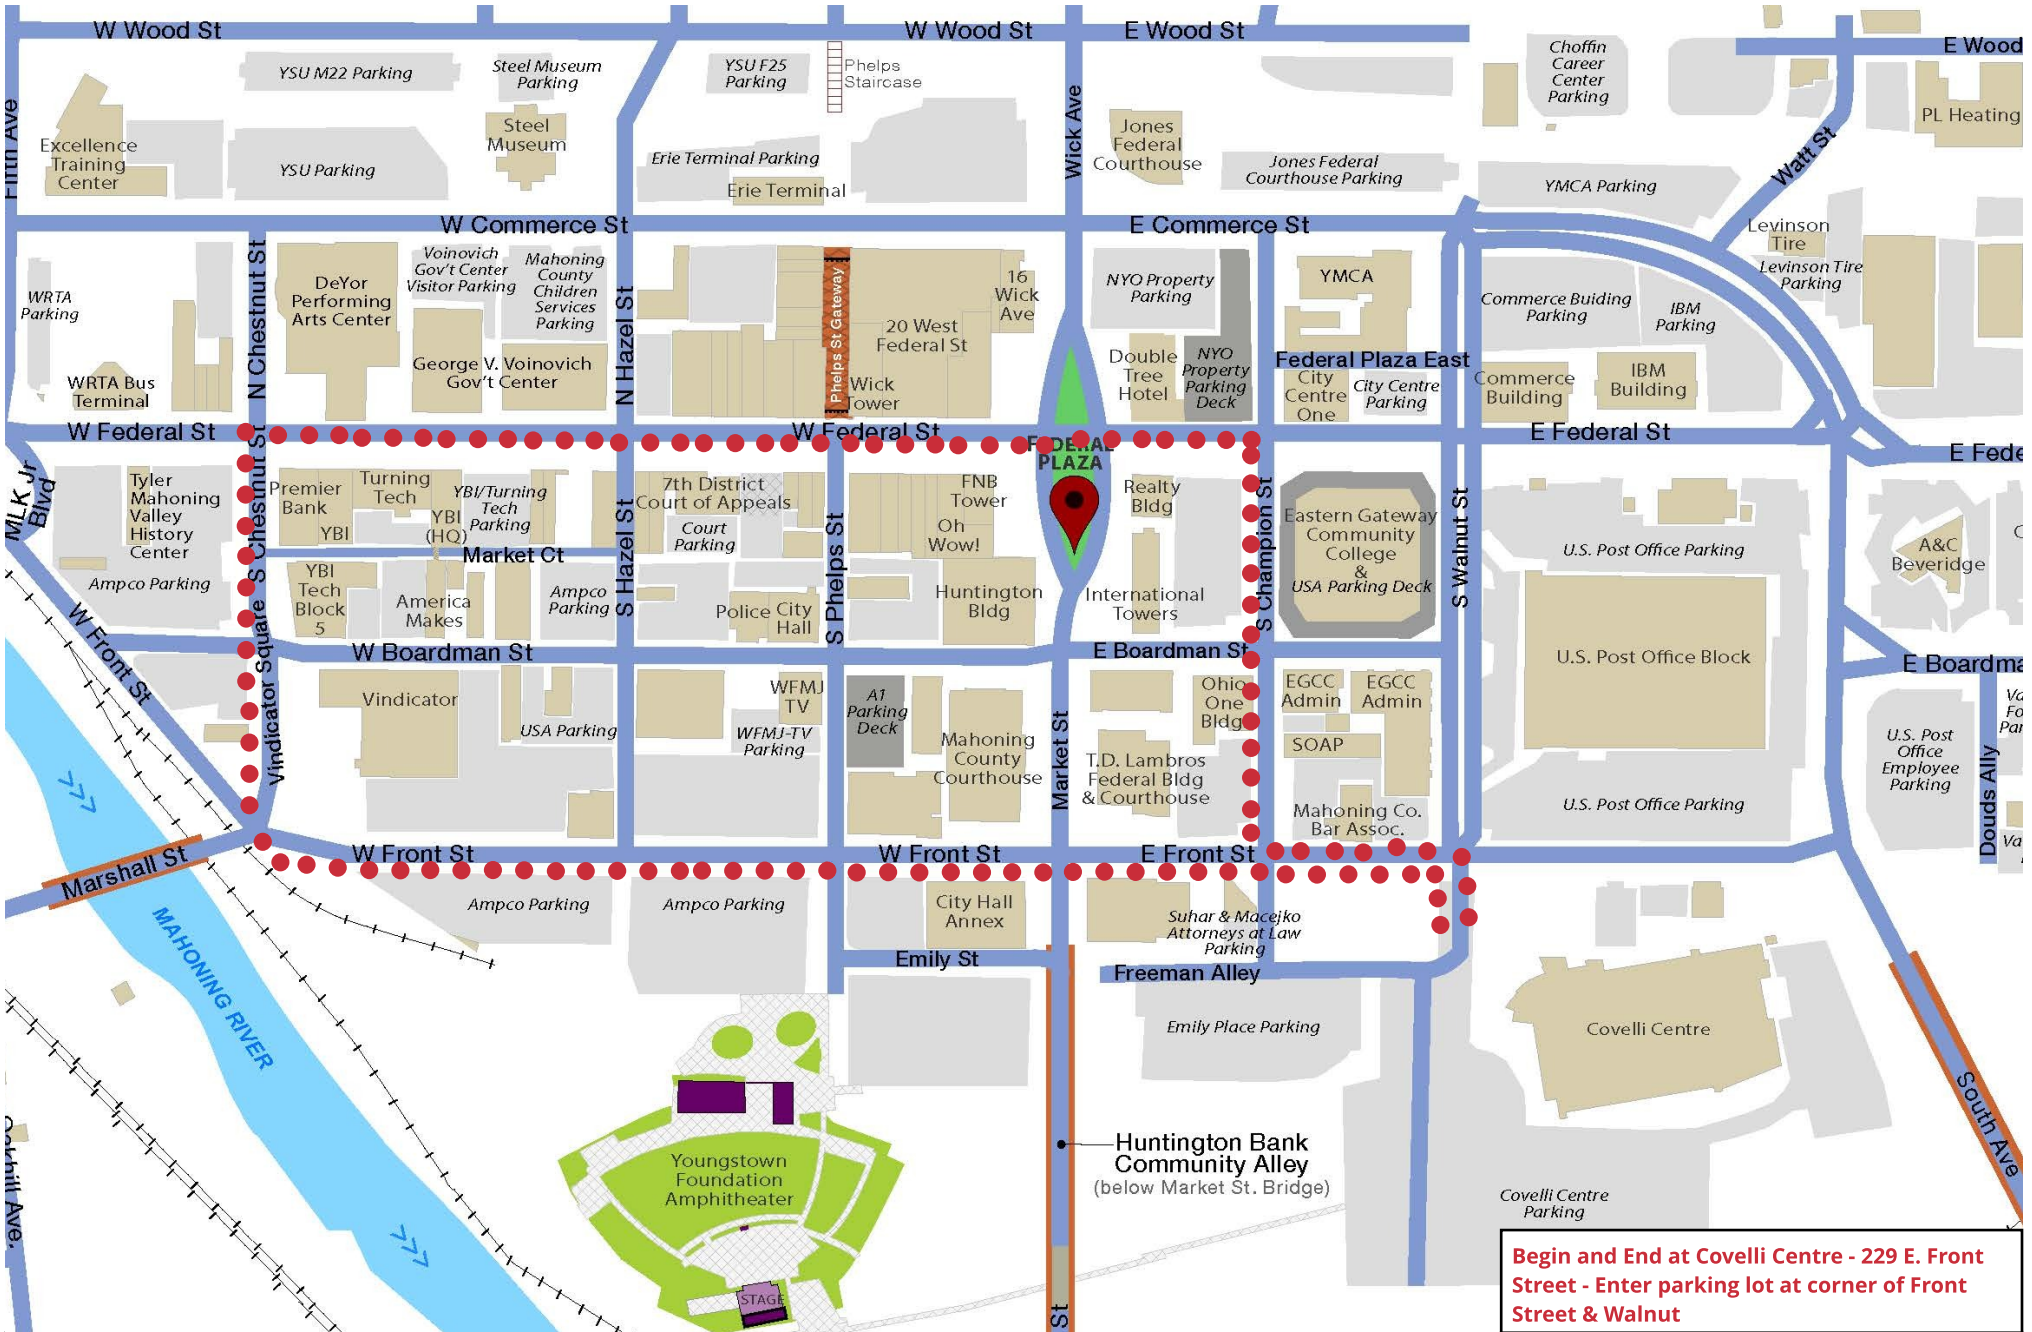 W Wood St
W Wood St
E Wood St
E Wood
Fifth Ave
YSU M22 Parking
Steel Museum
Parking
YSU F25
Parking
Phelps
Staircase
Wick Ave
Choffin
Career
Center
Parking
PL Heating
Excellence
Training
Center
YSU Parking
Steel
Museum
Erie Terminal Parking
Erie Terminal
Jones
Federal
Courthouse
Jones Federal
Courthouse Parking
YMCA Parking
Watt St
W Commerce St
E Commerce St
Levinson
Tire
Levinson Tire
Parking
WRTA
Parking
WRTA Bus
Terminal
N Chestnut St
DeYor
Performing
Arts Center
Voinovich
Gov't Center
Visitor Parking
Mahoning
County
Children
Services
Parking
George V. Voinovich
Gov't Center
N Hazel St
Phelps St Gateway
20 West
Federal St
16
Wick
Ave
Wick
Tower
NYO Property
Parking
Double
Tree
Hotel
NYO
Property
Parking
Deck
YMCA
Federal Plaza East
City
Centre
One
City Centre
Parking
Commerce Buiding
Parking
IBM
Parking
Commerce
Building
IBM
Building
W Federal St
W Federal St
FEDERAL
PLAZA
E Federal St
E Fede
MLK Jr
Blvd
Tyler
Mahoning
Valley
History
Center
Ampco Parking
S Chestnut St
Premier
Bank
YBI
Turning
Tech
YBI
(HQ)
YBI/Turning
Tech
Parking
Market Ct
S Hazel St
7th District
Court of Appeals
Court
Parking
S Phelps St
FNB
Tower
Oh
Wow!
Realty
Bldg
S Champion St
Eastern Gateway
Community
College
&
USA Parking Deck
S Walnut St
U.S. Post Office Parking
A&C
Beveridge
C
YBI
Tech
Block
5
America
Makes
Ampco
Parking
Police
City
Hall
Huntington
Bldg
International
Towers
W Front St
Vindicator Square
W Boardman St
E Boardman St
U.S. Post Office Block
E Boardma
Vindicator
USA Parking
WFMJ
TV
WFMJ-TV
Parking
A1
Parking
Deck
Mahoning
County
Courthouse
Market St
Ohio
One
Bldg
T.D. Lambros
Federal Bldg
& Courthouse
EGCC
Admin
EGCC
Admin
SOAP
Mahoning Co.
Bar Assoc.
U.S. Post Office Parking
U.S. Post
Office
Employee
Parking
Douds Ally
Va
Fo
Par
Va
Marshall St
W Front St
W Front St
E Front St
MAHONING RIVER
Ampco Parking
Ampco Parking
City Hall
Annex
Suhar & Macejko
Attorneys at Law
Parking
Emily St
Freeman Alley
Emily Place Parking
Covelli Centre
South Ave
Youngstown
Foundation
Amphitheater
STAGE
Huntington Bank
Community Alley
(below Market St. Bridge)
St
Covelli Centre
Parking
Oakhill Ave.
Begin and End at Covelli Centre - 229 E. Front
Street - Enter parking lot at corner of Front
Street & Walnut